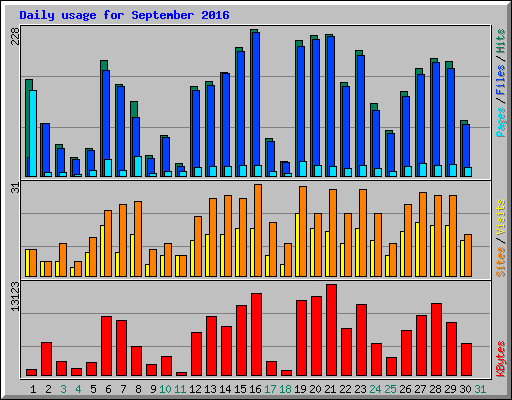 Daily usage for September 2016
228
Pages / Files / Hits
31
Sites / Visits
13123
KBytes
1 2 3 4 5 6 7 8 9 10 11 12 13 14 15 16 17 18 19 20 21 22 23 24 25 26 27 28 29 30 31